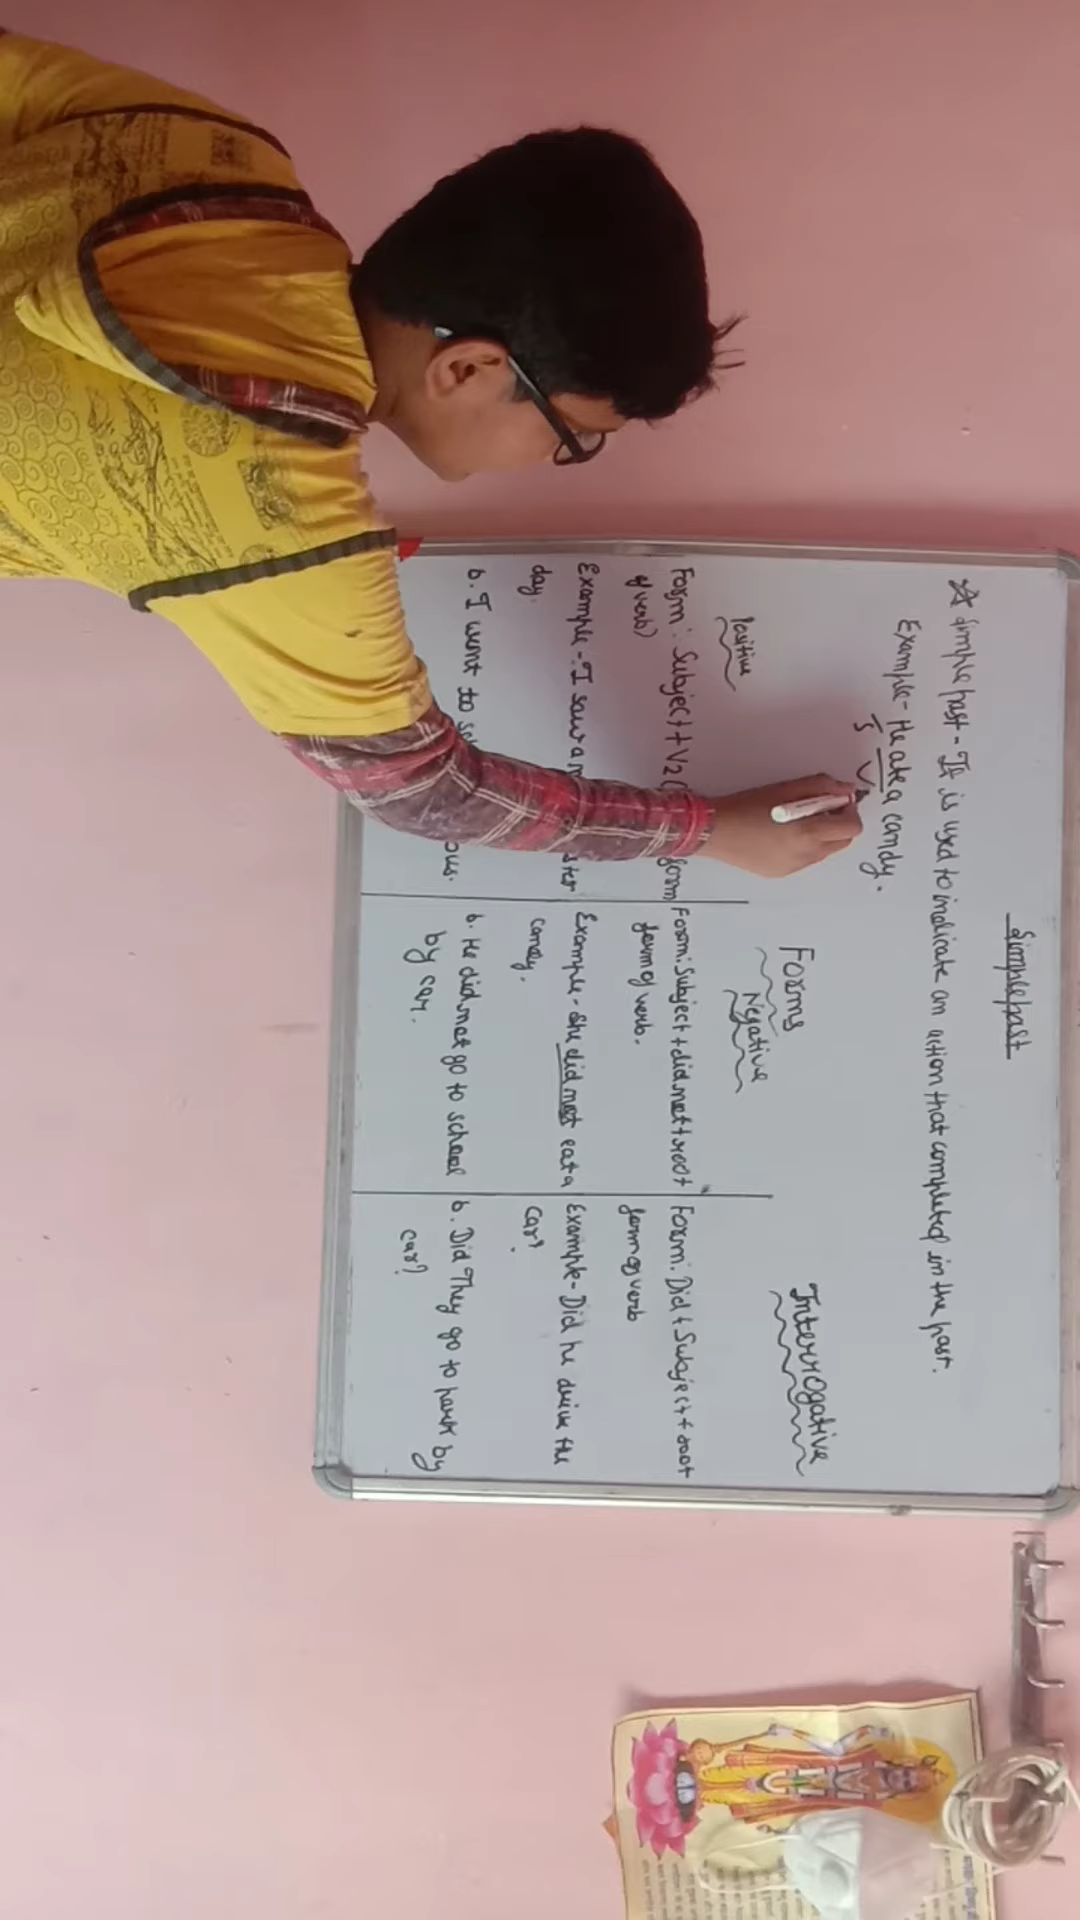 Simple past
☆ Simple past - It is used to indicate an action that completed in the past.
Example - He ate a candy.
S V2
Forms
Positive
Negative
Interrogative
Form : Subject + V2 ( form
of verb)
Example - I saw a
day.
b. I went to
Form: Subject + did not + root
form of verb.
Example - She did not eat a
candy.
b. He did not go to school
by car.
Form: Did + Subject + root
form of verb
Example - Did he drive the
car?
b. Did They go to park by
car?